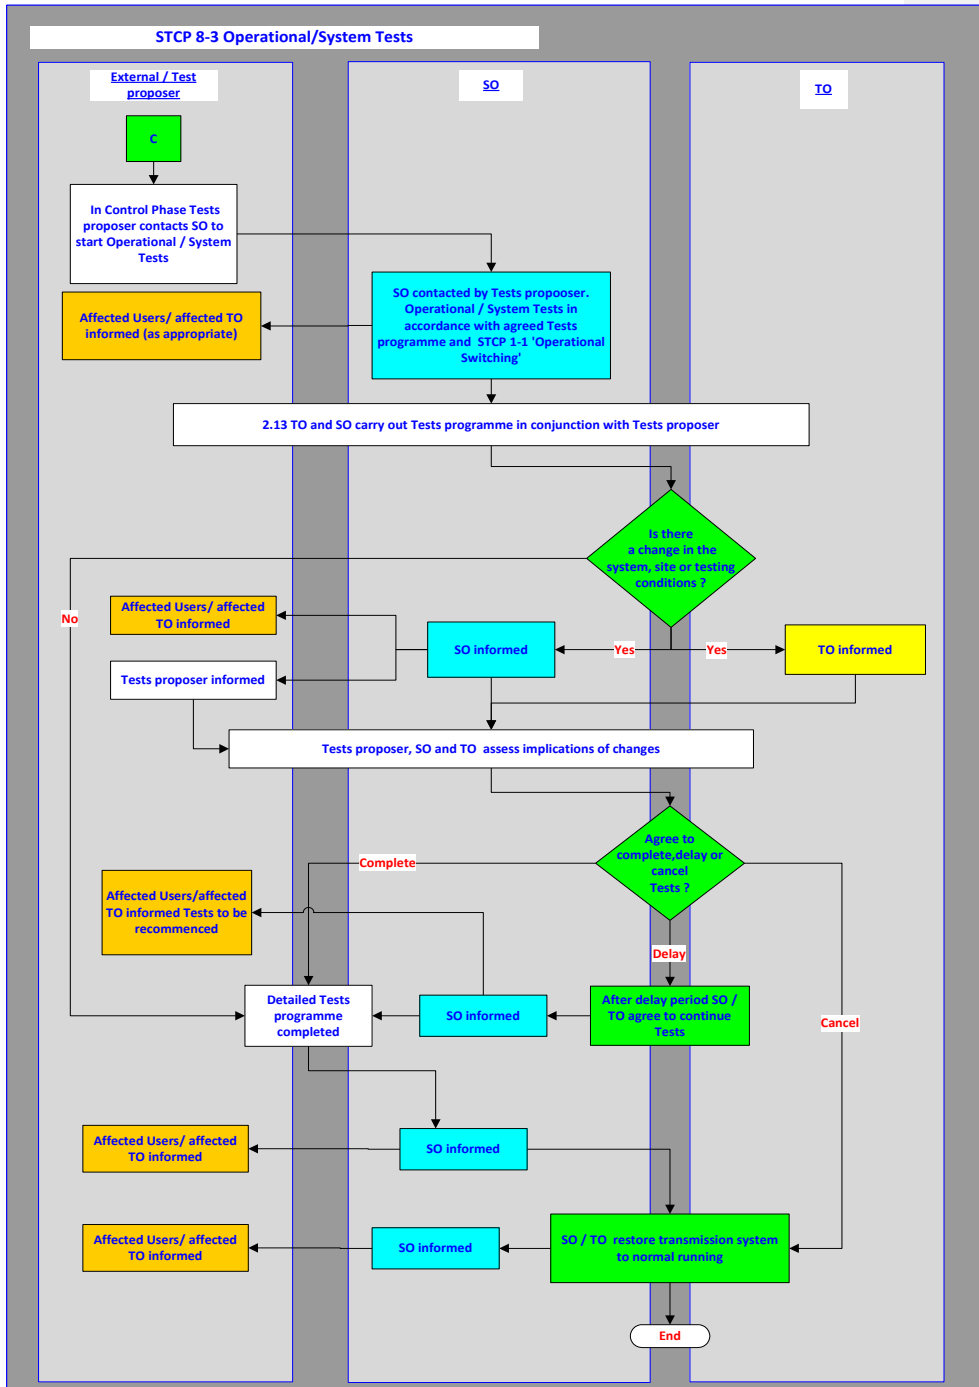 STCP 8-3 Operational/System Tests
External / Test
proposer
SO
TO
C
In Control Phase Tests
proposer contacts SO to
start Operational / System
Tests
SO contacted by Tests propooser.
Operational / System Tests in
accordance with agreed Tests
programme and STCP 1-1 'Operational
Switching'
Affected Users/ affected TO
informed (as appropriate)
2.13 TO and SO carry out Tests programme in conjunction with Tests proposer
Is there
a change in the
system, site or testing
conditions ?
No
Affected Users/ affected
TO informed
SO informed
Yes
Yes
TO informed
Tests proposer informed
Tests proposer, SO and TO assess implications of changes
Agree to
complete,delay or
cancel
Tests ?
Complete
Affected Users/affected
TO informed Tests to be
recommenced
Delay
Detailed Tests
programme
completed
SO informed
After delay period SO /
TO agree to continue
Tests
Cancel
Affected Users/ affected
TO informed
SO informed
Affected Users/ affected
TO informed
SO informed
SO / TO restore transmission system
to normal running
End